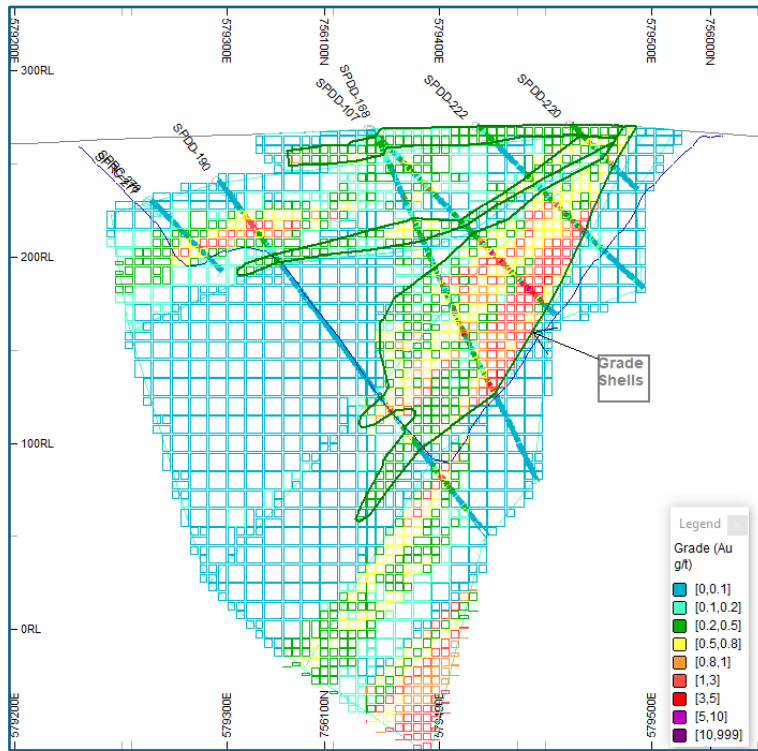 579200E
579300E
756100N
579400E
579500E
756000N
300RL
SPDD-190
SPDD-107
SPDD-168
SPDD-222
SPDD-220
200RL
Grade
Shells
100RL
Legend
Grade (Au
g/t)
[0,0.1]
[0.1,0.2]
[0.2,0.5]
[0.5,0.8]
[0.8,1]
[1,3]
[3,5]
[5,10]
[10,999]
0RL
579200E
579300E
756100N
579400E
579500E
756000N